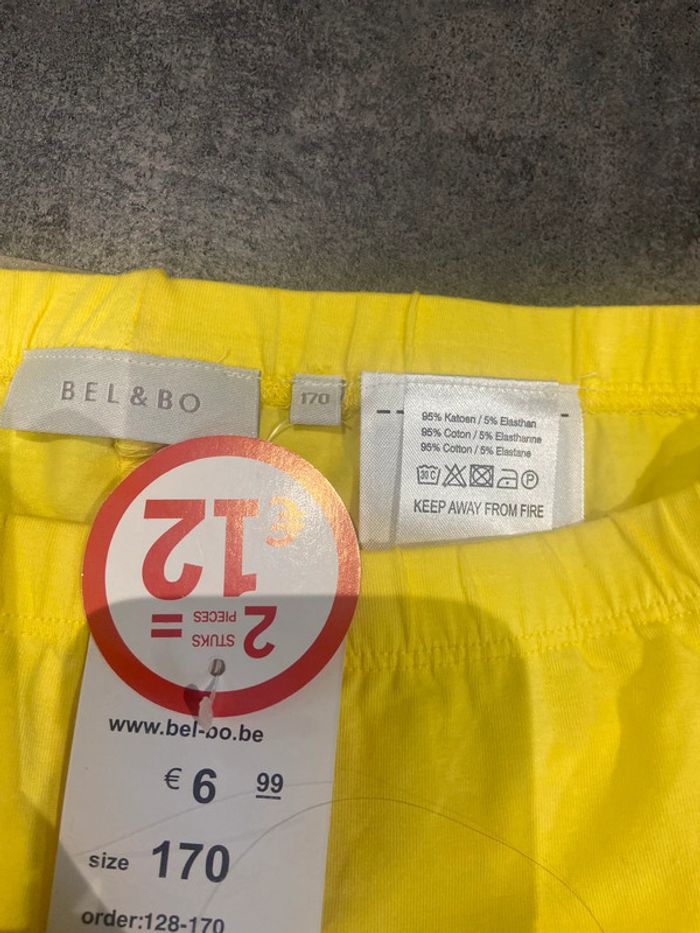 BEL & BO
170
95% Katoen / 5% Elasthan
95% Coton / 5% Elasthanne
95% Cotton / 5% Elastane
30 C
P
KEEP AWAY FROM FIRE
2 STUKS
PIECES
= €12
www.bel-bo.be
€ 6 99
size 170
order:128-170